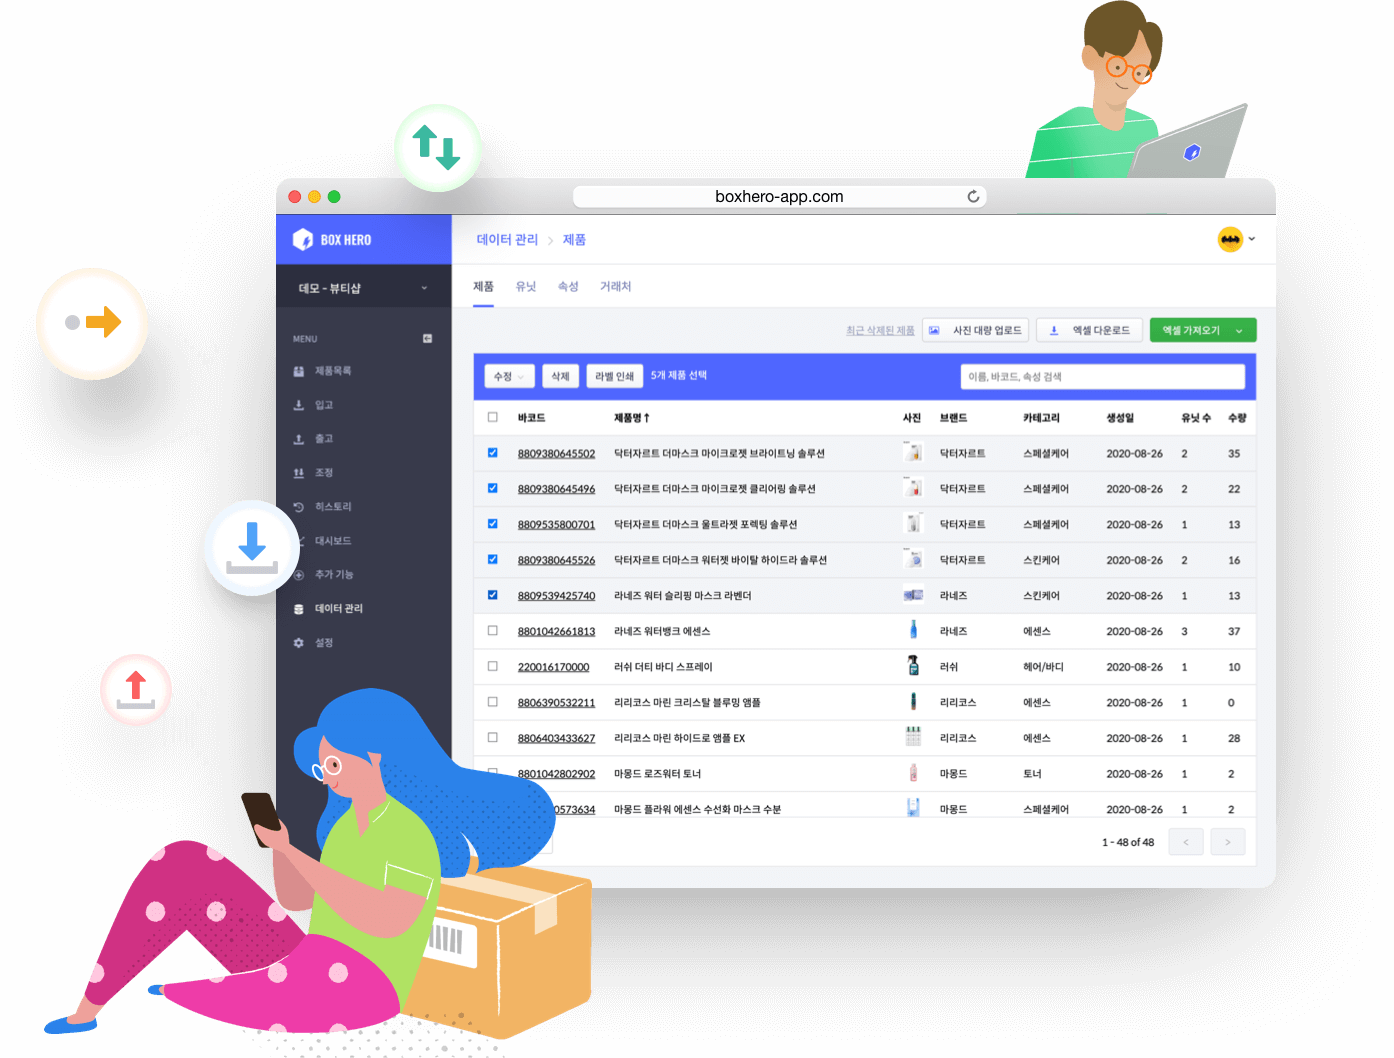 boxhero-app.com
BOX HERO
데이터 관리 > 제품
데모 - 뷰티샵
제품 유닛 속성 거래처
MENU
최근 삭제된 제품 사진 대량 업로드 엑셀 다운로드 엑셀 가져오기
제품목록
입고
출고
조정
히스토리
대시보드
추가 기능
데이터 관리
설정
수정 삭제 라벨 인쇄 5개 제품 선택 이름, 바코드, 속성 검색
바코드 제품명↑ 사진 브랜드 카테고리 생성일 유닛 수 수량
8809380645502 닥터자르트 더마스크 마이크로젯 브라이트닝 솔루션 닥터자르트 스페셜케어 2020-08-26 2 35
8809380645496 닥터자르트 더마스크 마이크로젯 클리어링 솔루션 닥터자르트 스페셜케어 2020-08-26 2 22
8809535800701 닥터자르트 더마스크 울트라젯 포렉팅 솔루션 닥터자르트 스페셜케어 2020-08-26 1 13
8809380645526 닥터자르트 더마스크 워터젯 바이탈 하이드라 솔루션 닥터자르트 스킨케어 2020-08-26 2 16
8809539425740 라네즈 워터 슬리핑 마스크 라벤더 라네즈 스킨케어 2020-08-26 1 13
8801042661813 라네즈 워터뱅크 에센스 라네즈 에센스 2020-08-26 3 37
220016170000 러쉬 더티 바디 스프레이 러쉬 헤어/바디 2020-08-26 1 10
8806390532211 리리코스 마린 크리스탈 블루밍 앰플 리리코스 에센스 2020-08-26 1 0
8806403433627 리리코스 마린 하이드로 앰플 EX 리리코스 에센스 2020-08-26 1 28
8801042802902 마몽드 로즈워터 토너 마몽드 토너 2020-08-26 1 2
0573634 마몽드 플라워 에센스 수선화 마스크 수분 마몽드 스페셜케어 2020-08-26 1 2
1 - 48 of 48 < >